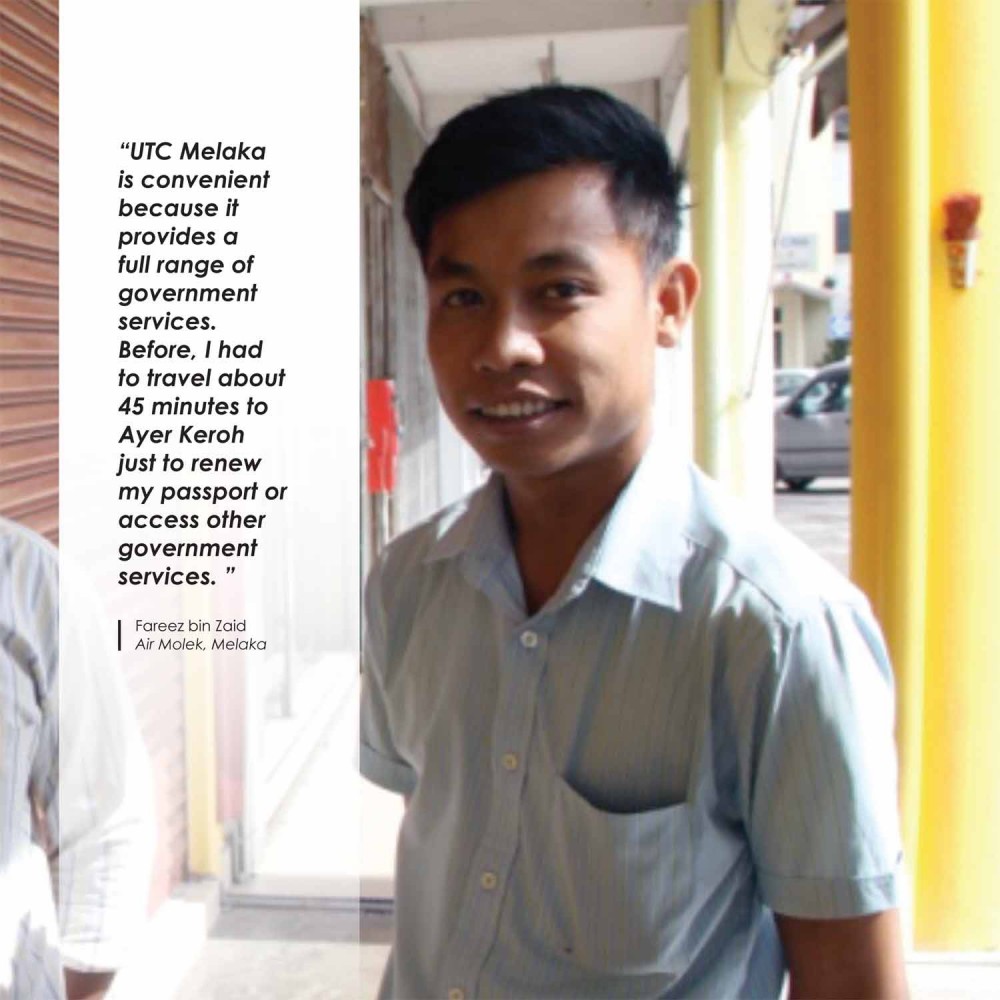 “UTC Melaka
is convenient
because it
provides a
full range of
government
services.
Before, I had
to travel about
45 minutes to
Ayer Keroh
just to renew
my passport or
access other
government
services. ”
Fareez bin Zaid
Air Molek, Melaka